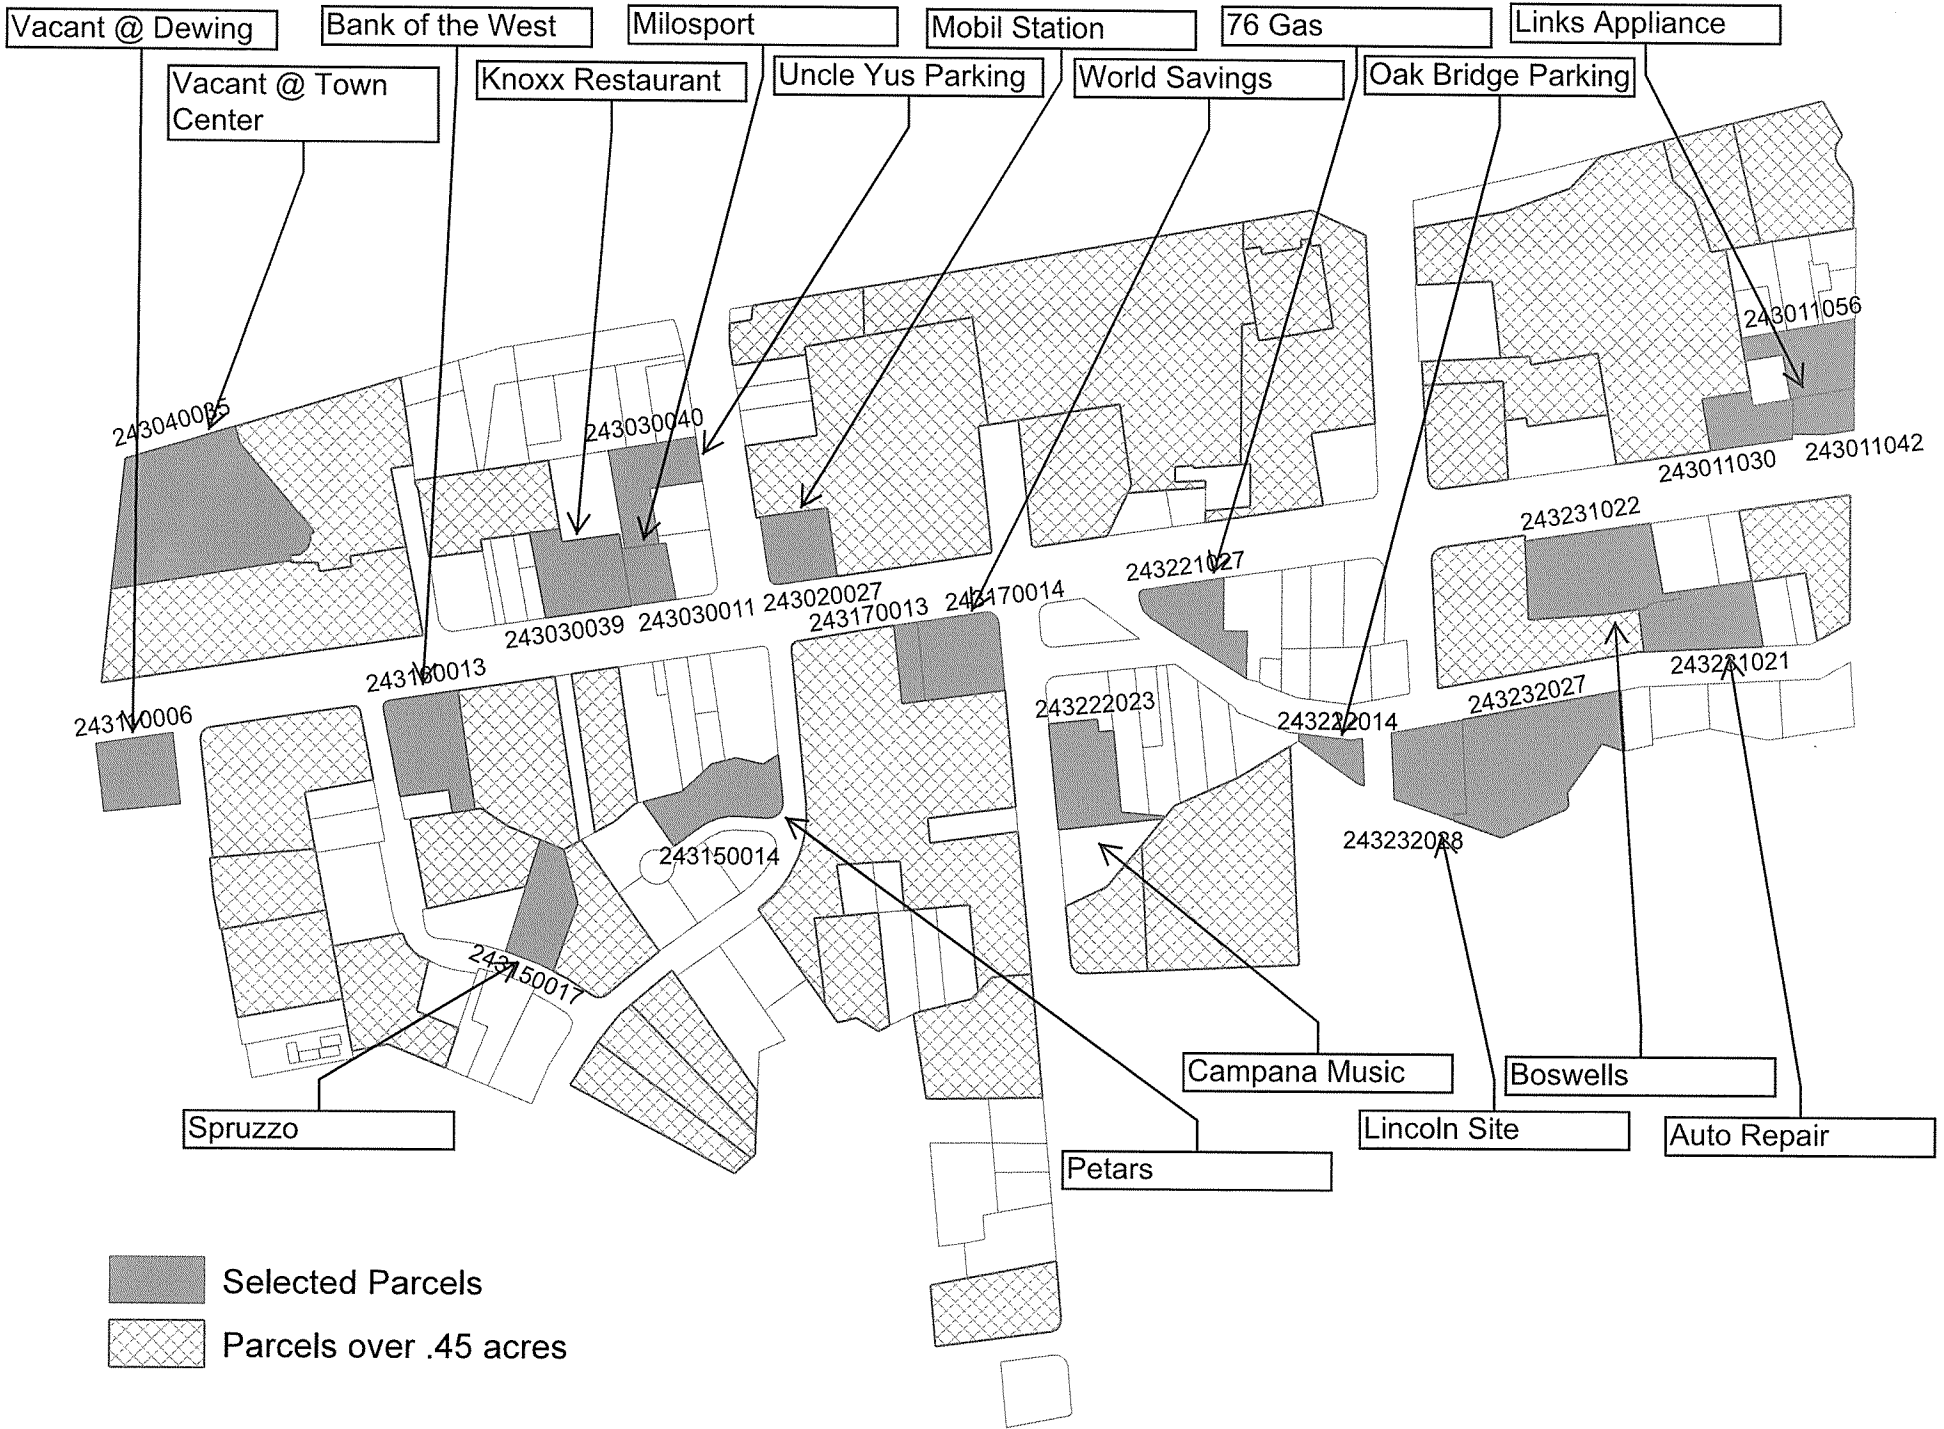 Vacant @ Dewing
Bank of the West
Milosport
Mobil Station
76 Gas
Links Appliance
Vacant @ Town
Center
Knoxx Restaurant
Uncle Yus Parking
World Savings
Oak Bridge Parking
243011056
243040035
243030040
243011030
243011042
243231022
243221027
243030039
243030011
243020027
243170013
243170014
243160013
243231021
243232027
243110006
243222023
243222014
243232028
243150014
243150017
Campana Music
Boswells
Spruzzo
Lincoln Site
Auto Repair
Petars
Selected Parcels
Parcels over .45 acres